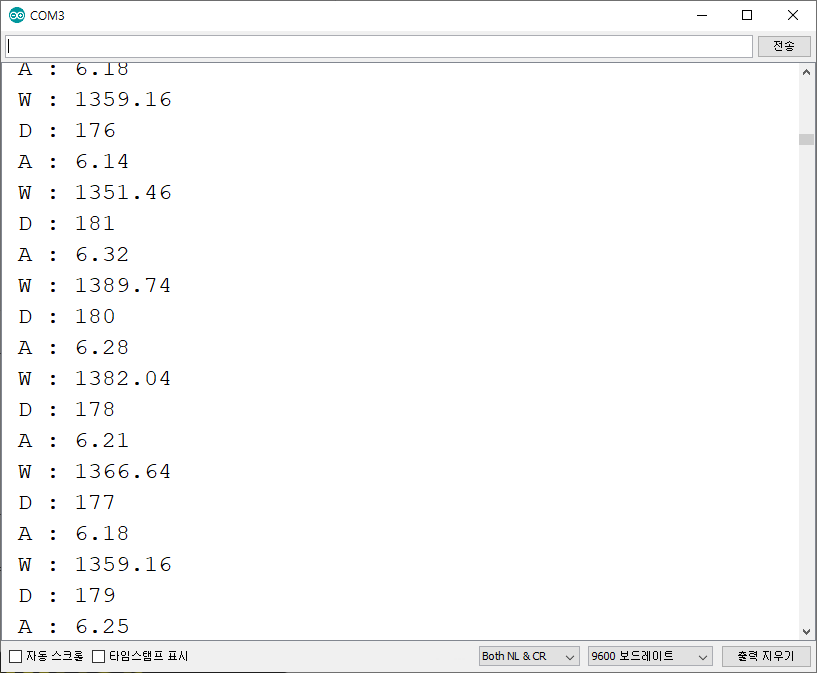 COM3
전송
A : 6.18
W : 1359.16
D : 176
A : 6.14
W : 1351.46
D : 181
A : 6.32
W : 1389.74
D : 180
A : 6.28
W : 1382.04
D : 178
A : 6.21
W : 1366.64
D : 177
A : 6.18
W : 1359.16
D : 179
A : 6.25
자동 스크롤 타임스탬프 표시 Both NL & CR 9600 보드레이트 출력 지우기